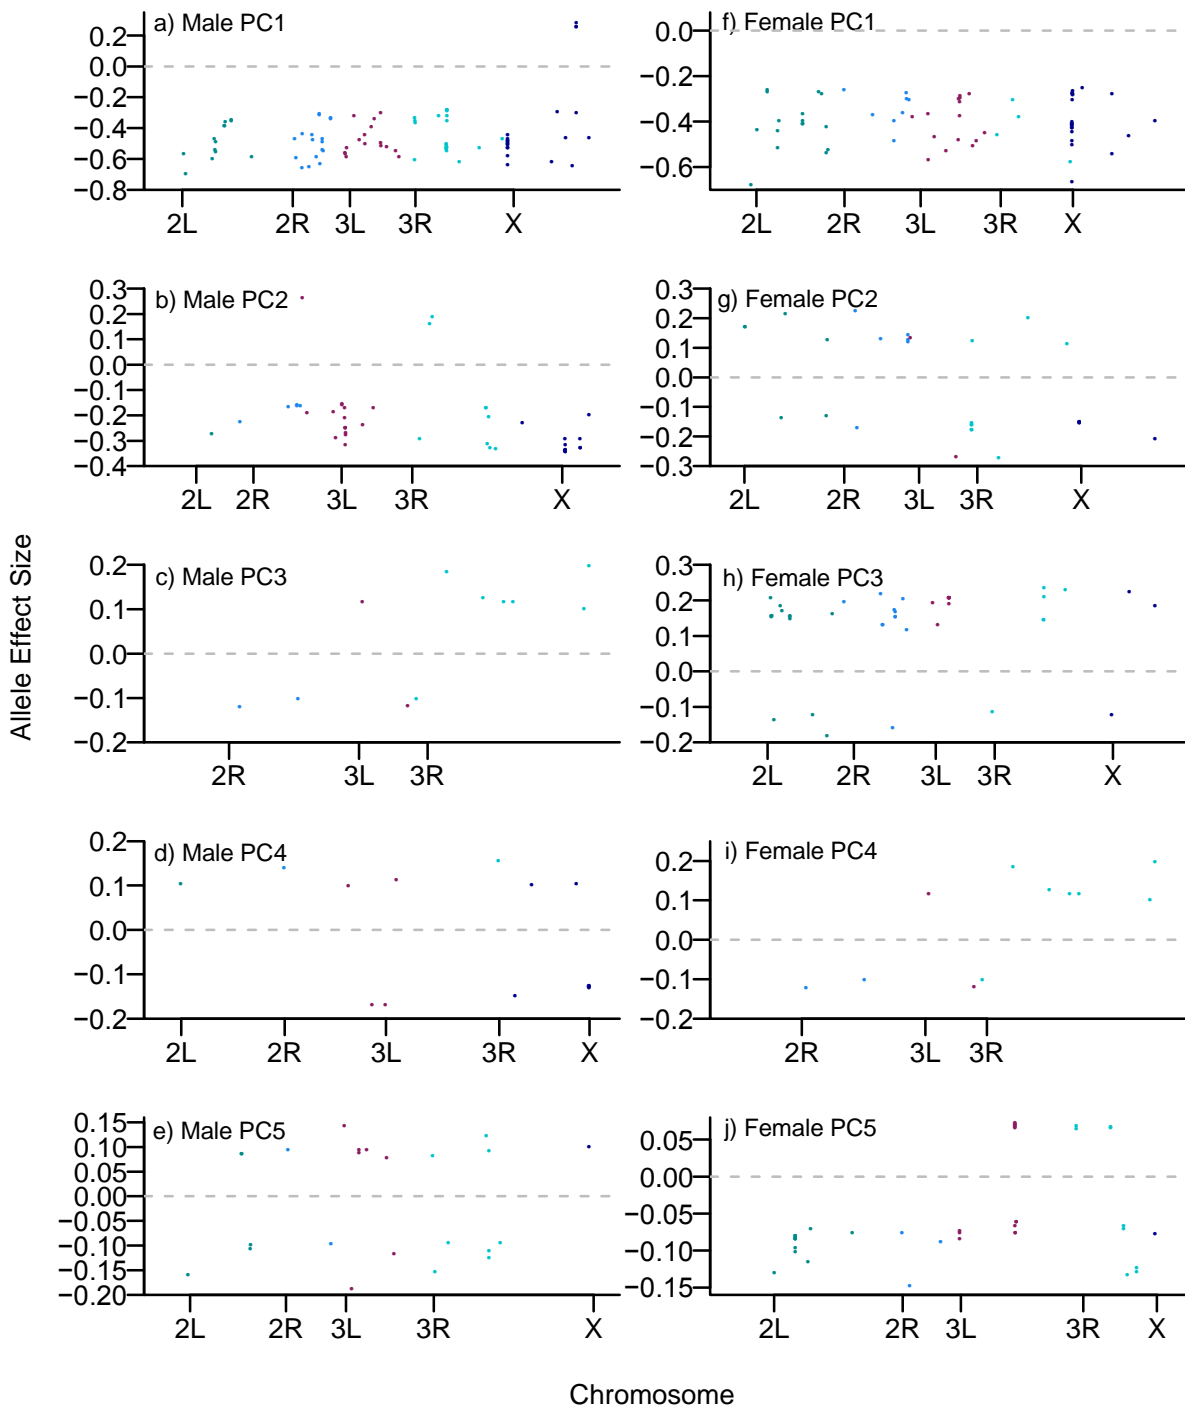 a) Male PC1
0.2
0.0
−0.2
−0.4
−0.6
−0.8
2L 2R 3L 3R X
f) Female PC1
0.0
−0.2
−0.4
−0.6
2L 2R 3L 3R X
b) Male PC2
0.3
0.2
0.1
0.0
−0.1
−0.2
−0.3
−0.4
2L 2R 3L 3R X
g) Female PC2
0.3
0.2
0.1
0.0
−0.1
−0.2
−0.3
2L 2R 3L 3R X
c) Male PC3
0.2
0.1
0.0
−0.1
−0.2
2R 3L 3R
h) Female PC3
0.3
0.2
0.1
0.0
−0.1
−0.2
2L 2R 3L 3R X
d) Male PC4
0.2
0.1
0.0
−0.1
−0.2
2L 2R 3L 3R X
i) Female PC4
0.2
0.1
0.0
−0.1
−0.2
2R 3L 3R
e) Male PC5
0.15
0.10
0.05
0.00
−0.05
−0.10
−0.15
−0.20
2L 2R 3L 3R X
j) Female PC5
0.05
0.00
−0.05
−0.10
−0.15
2L 2R 3L 3R X
Allele Effect Size
Chromosome